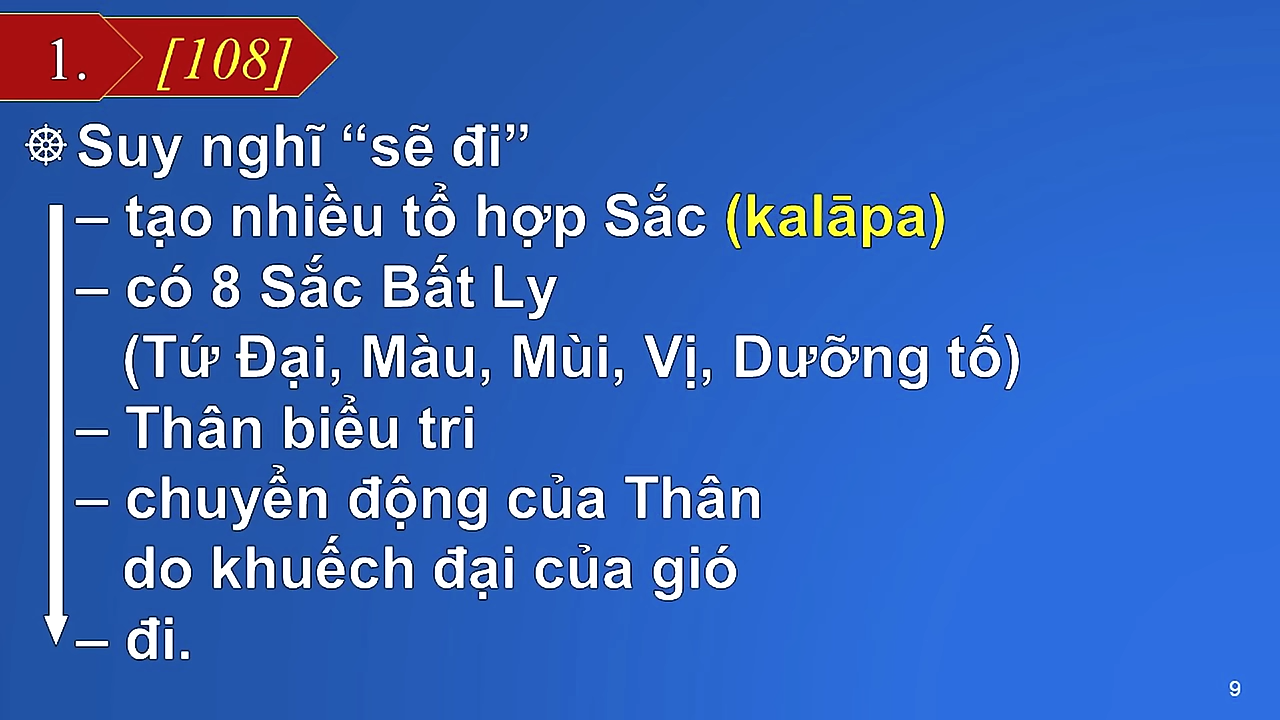 1. [108]
Suy nghĩ “sẽ đi”
– tạo nhiều tổ hợp Sắc (kalāpa)
– có 8 Sắc Bất Ly
(Tứ Đại, Màu, Mùi, Vị, Dưỡng tố)
– Thân biểu tri
– chuyển động của Thân
do khuếch đại của gió
– đi.
9